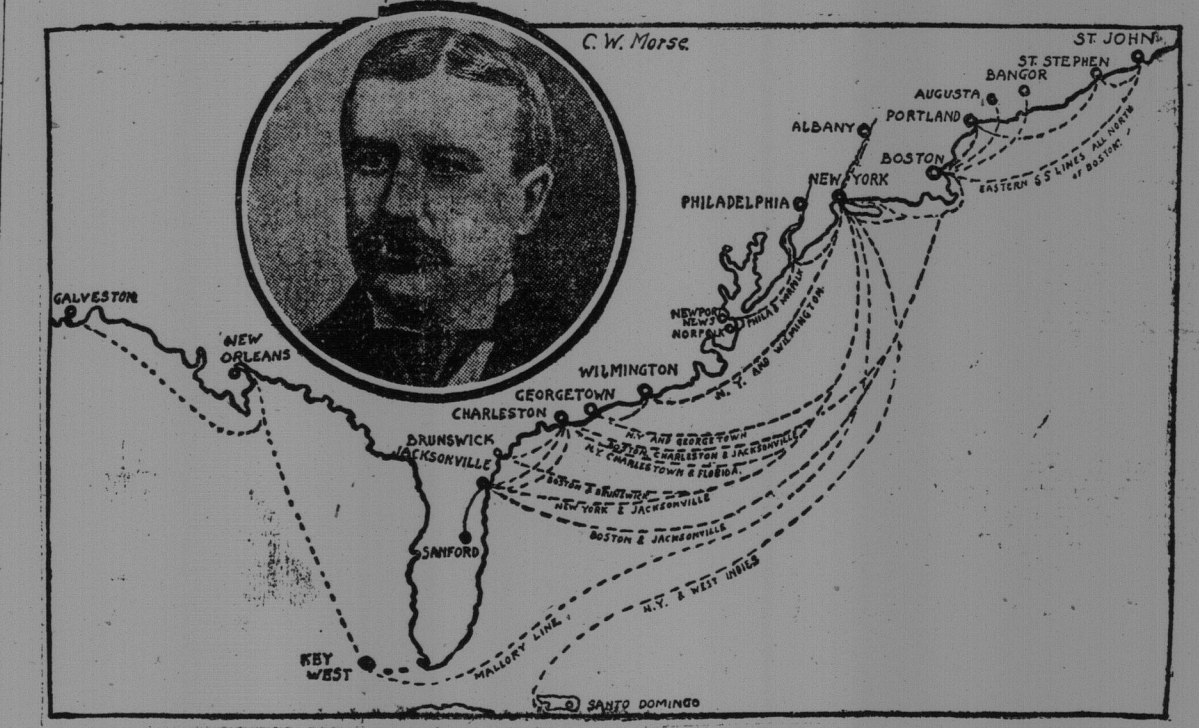 C. W. Morse.
ST. JOHN
ST. STEPHEN
BANGOR
AUGUSTA
PORTLAND
ALBANY
BOSTON
EASTERN S S LINES ALL NORTH
OF BOSTON.
NEW YORK
PHILADELPHIA
GALVESTON
NEW
ORLEANS
NEWPORT
NEWS
NORFOLK
PHILA & NORFOLK
N.Y. AND WILMINGTON.
WILMINGTON
GEORGETOWN
CHARLESTON
BRUNSWICK
JACKSONVILLE
N.Y AND GEORGETOWN
BOSTON, CHARLESTON & JACKSONVILLE
N.Y. CHARLESTOWN & FLORIDA.
BOSTON & BRUNSWICK
NEW YORK & JACKSONVILLE
BOSTON & JACKSONVILLE
SANFORD
N.Y. & WEST INDIES
MALLORY LINE.
KEY
WEST
SANTO DOMINGO